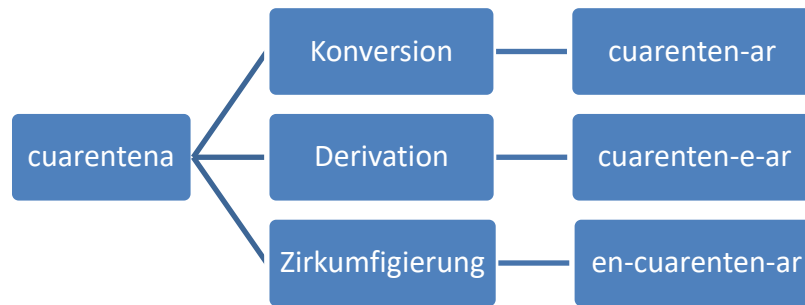 cuarentena
Konversion
cuarenten-ar
Derivation
cuarenten-e-ar
Zirkumfigierung
en-cuarenten-ar